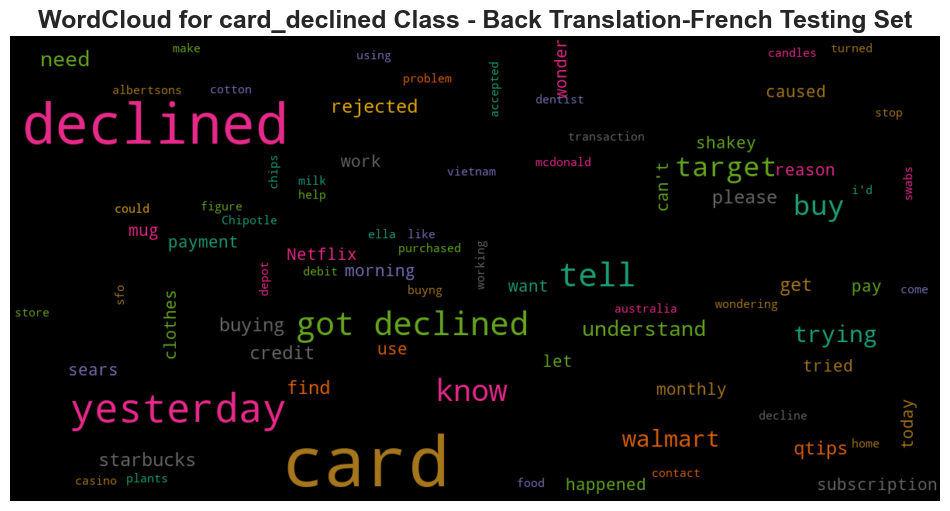 WordCloud for card_declined Class - Back Translation-French Testing Set
make
need
using
candles
turned
wonder
problem
accepted
albertsons
cotton
dentist
caused
declined
rejected
stop
transaction
shakey
work
mcdonald
target
reason
chips
vietnam
can't
milk
help
please
i'd
swabs
buy
could
figure
Chipotle
mug
payment
ella
like
purchased
working
Netflix
depot
debit
morning
tell
want
get
pay
come
sfo
buyng
wondering
store
australia
clothes
buying
got declined
understand
trying
credit
use
let
tried
sears
find
know
monthly
yesterday
decline
today
card
walmart
qtips
home
starbucks
casino
plants
contact
food
happened
subscription